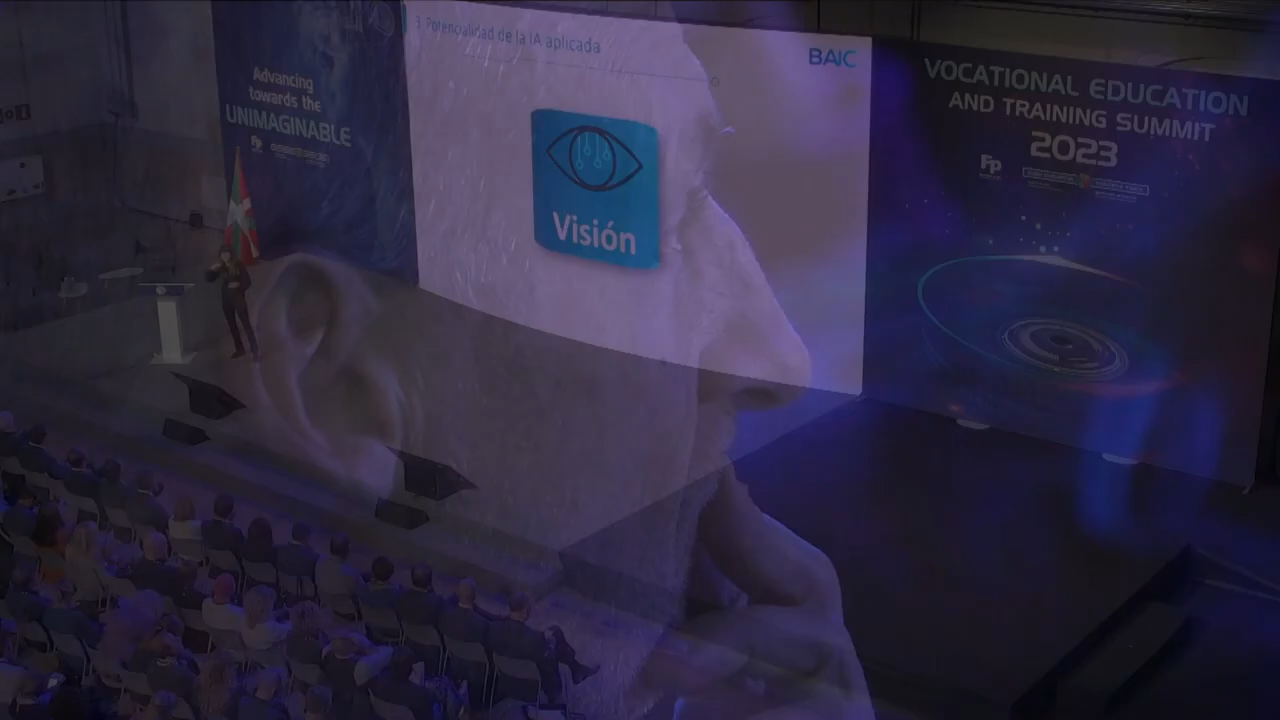 Advancing
towards the
UNIMAGINABLE
3. Potencialidad de la IA aplicada
BAIC
Visión
VOCATIONAL EDUCATION
AND TRAINING SUMMIT
2023
Fp